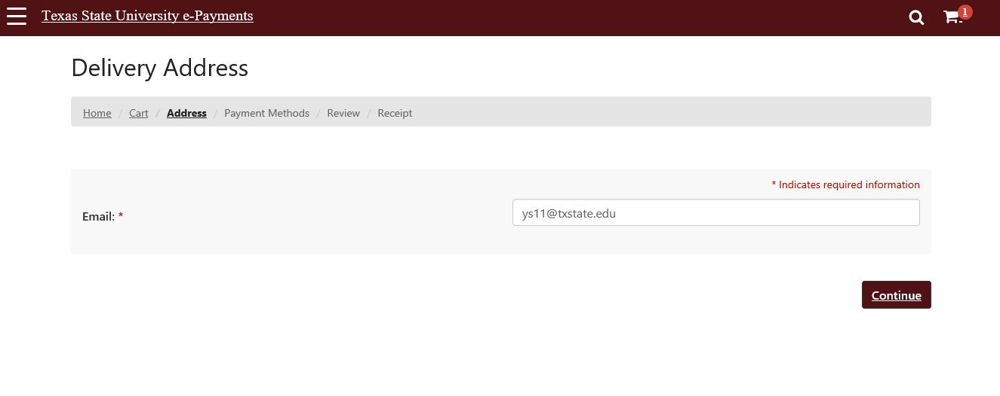 Texas State University e-Payments
1
Delivery Address
Home / Cart / Address / Payment Methods / Review / Receipt
* Indicates required information
Email: * ys11@txstate.edu
Continue